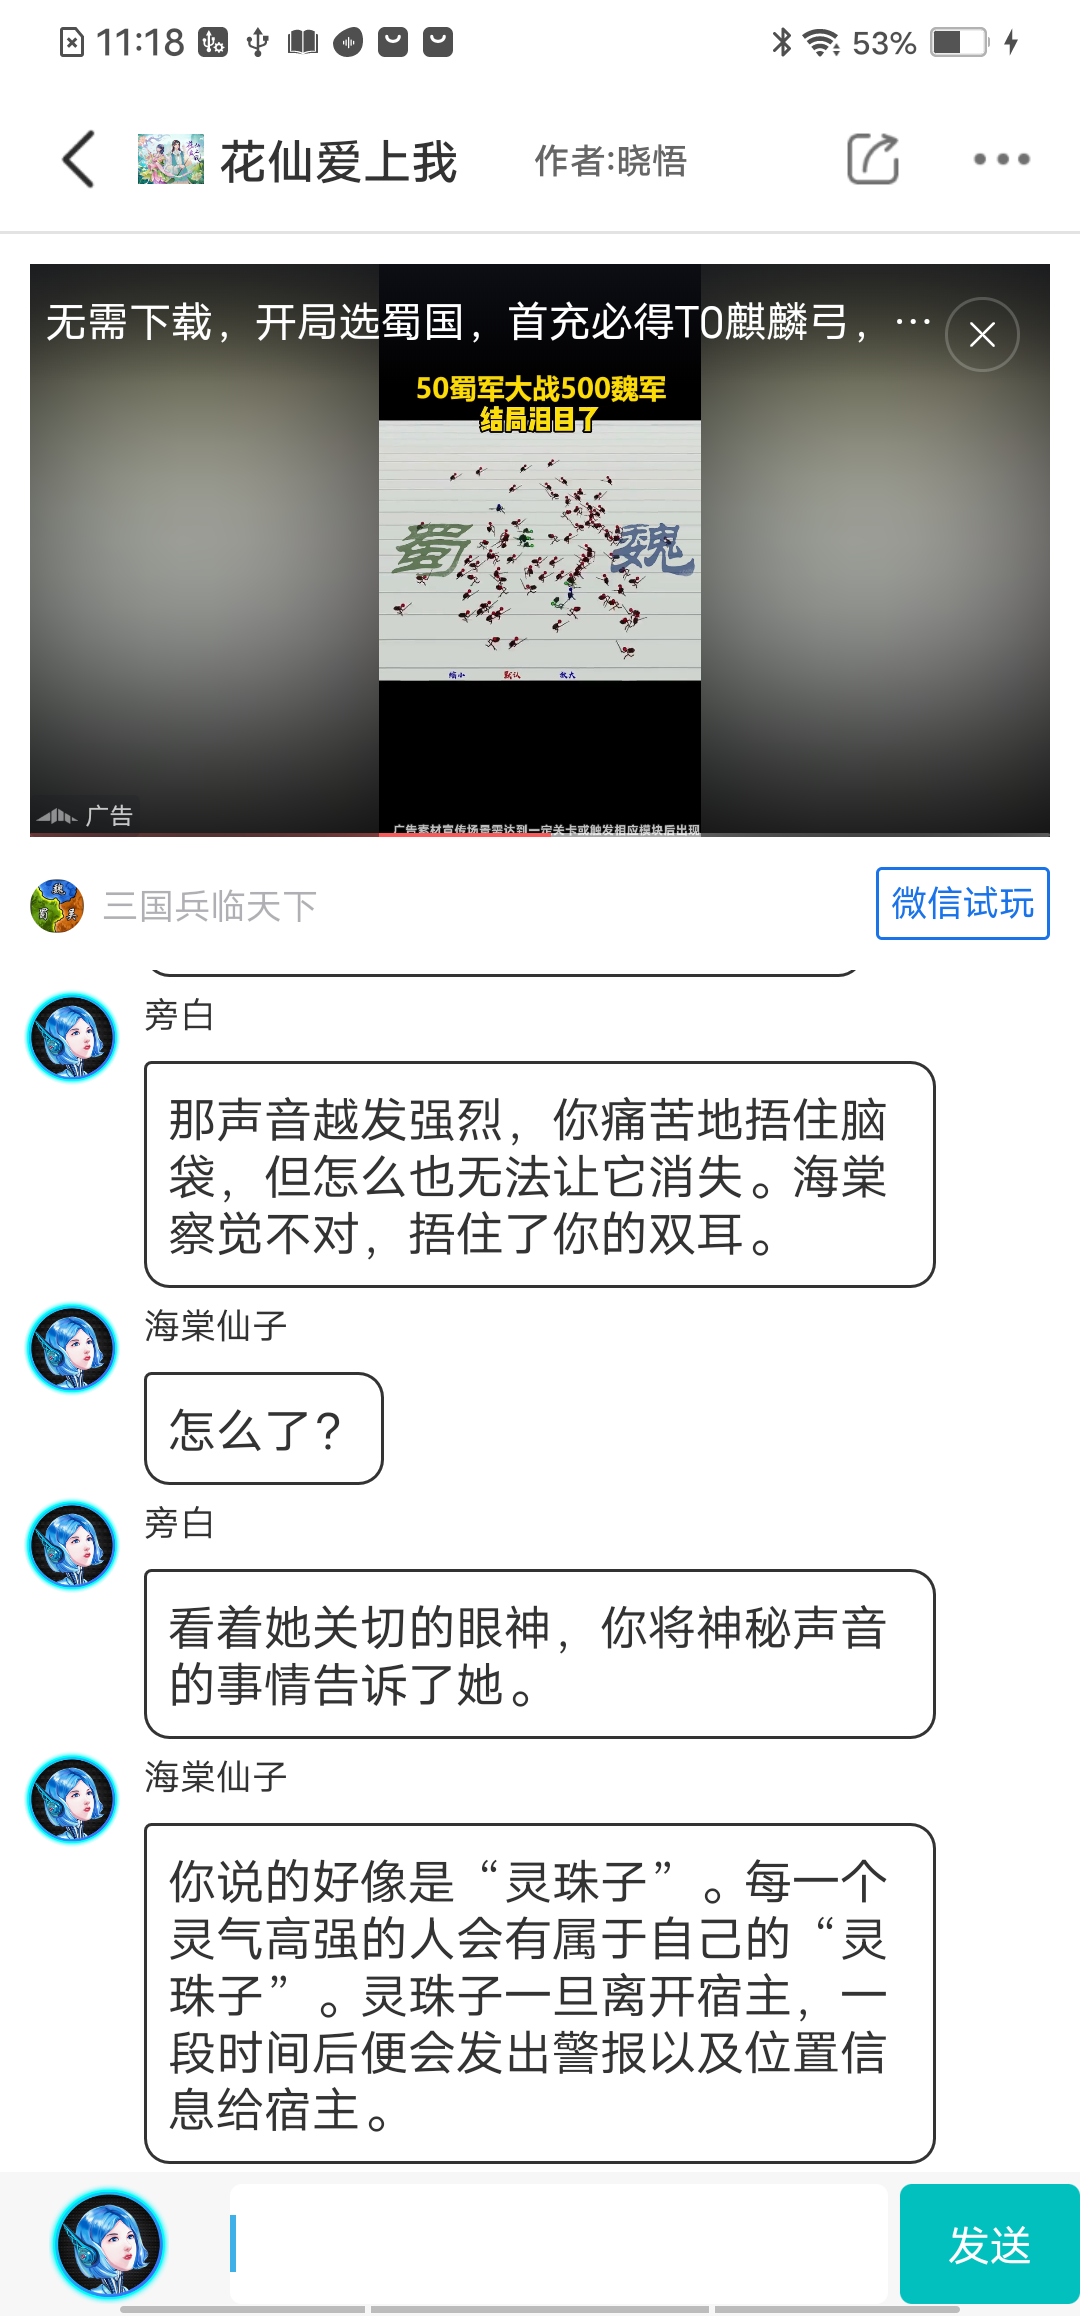 11:18
53%
花仙爱上我
作者:晓悟
无需下载，开局选蜀国，首充必得T0麒麟弓，…
50蜀军大战500魏军
结局泪目了
蜀
魏
缩小 默认 放大
广告
广告素材宣传场景需达到一定关卡或触发相应模块后出现
魏
蜀 吴
三国兵临天下
微信试玩
旁白
那声音越发强烈，你痛苦地捂住脑
袋，但怎么也无法让它消失。海棠
察觉不对，捂住了你的双耳。
海棠仙子
怎么了？
旁白
看着她关切的眼神，你将神秘声音
的事情告诉了她。
海棠仙子
你说的好像是“灵珠子”。每一个
灵气高强的人会有属于自己的“灵
珠子”。灵珠子一旦离开宿主，一
段时间后便会发出警报以及位置信
息给宿主。
发送